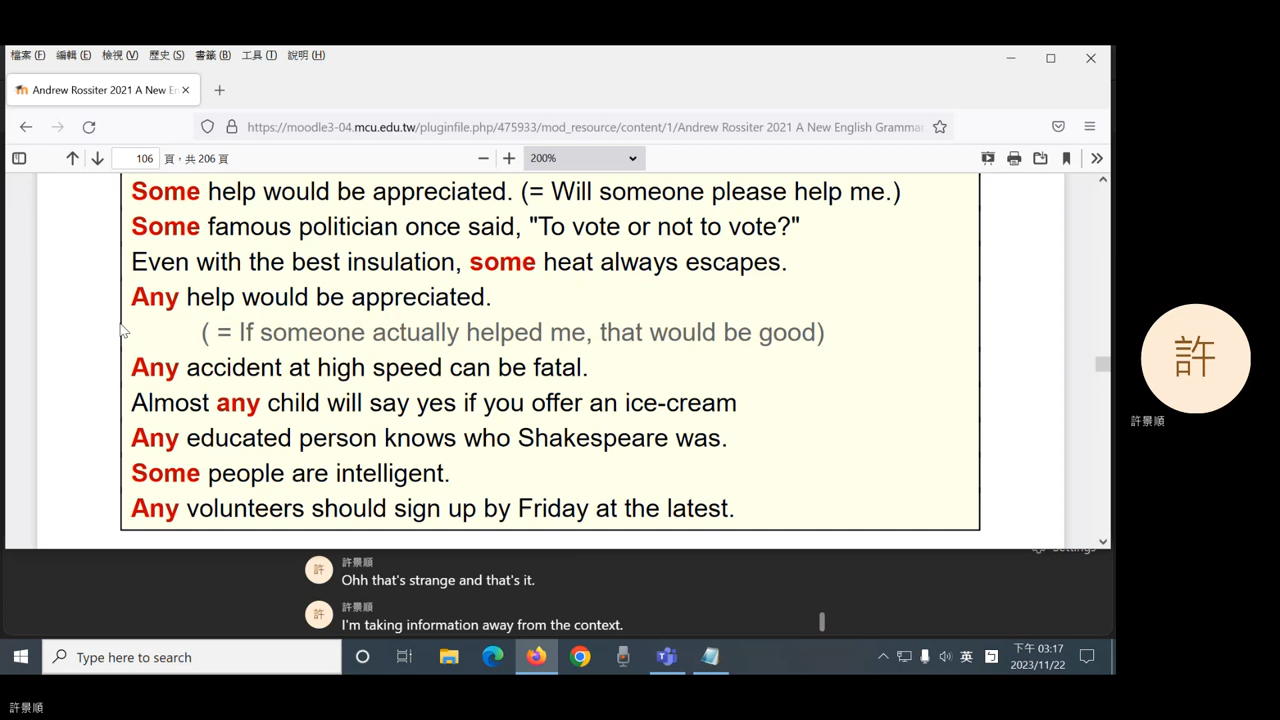 檔案 (F) 編輯 (E) 檢視 (V) 歷史 (S) 書籤 (B) 工具 (T) 說明 (H)
Andrew Rossiter 2021 A New En
https://moodle3-04.mcu.edu.tw/pluginfile.php/475933/mod_resource/content/1/Andrew Rossiter 2021 A New English Grammar
106 頁，共 206 頁
200%
Some help would be appreciated. (= Will someone please help me.)
Some famous politician once said, "To vote or not to vote?"
Even with the best insulation, some heat always escapes.
Any help would be appreciated.
( = If someone actually helped me, that would be good)
Any accident at high speed can be fatal.
Almost any child will say yes if you offer an ice-cream
Any educated person knows who Shakespeare was.
Some people are intelligent.
Any volunteers should sign up by Friday at the latest.
許
許景順
Settings
許
許景順
Ohh that's strange and that's it.
許
許景順
I'm taking information away from the context.
Type here to search
英
下午 03:17
2023/11/22
許景順